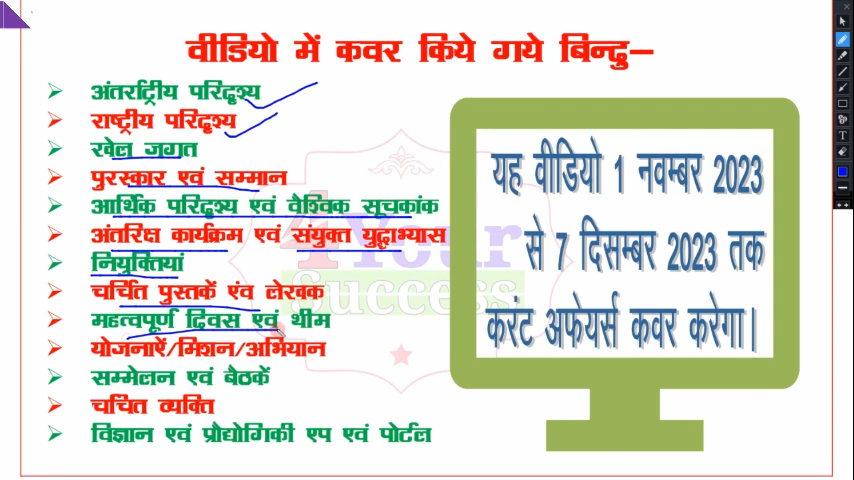 वीडियो में कवर किये गये बिन्दु–
अंतर्राट्रीय परिदृश्य
राष्ट्रीय परिदृश्य
खेल जगत
पुरस्कार एवं सम्मान
आर्थिक परिदृश्य एवं वैश्विक सूचकांक
अंतरिक्ष कार्यक्रम एवं संयुक्त युद्वाभ्यास
नियुक्तियां
चर्चित पुस्तकें एंव लेखक
महत्वपूर्ण दिवस एवं थीम
योजनाऐं/मिशन/अभियान
सम्मेलन एवं बैठकें
चर्चित व्यक्ति
विज्ञान एवं प्रौद्योगिकी एप एवं पोर्टल
यह वीडियो 1 नवम्बर 2023
से 7 दिसम्बर 2023 तक
करंट अफेयर्स कवर करेगा।
4Your
Success